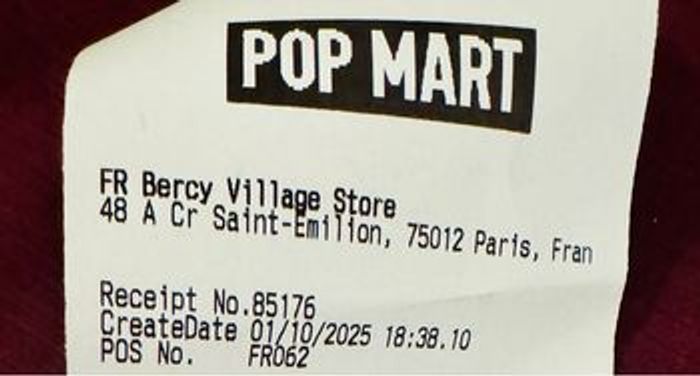 POP MART
FR Bercy Village Store
48 A Cr Saint-Emilion, 75012 Paris, Fran
Receipt No.85176
CreateDate 01/10/2025 18:38.10
POS No. FR062